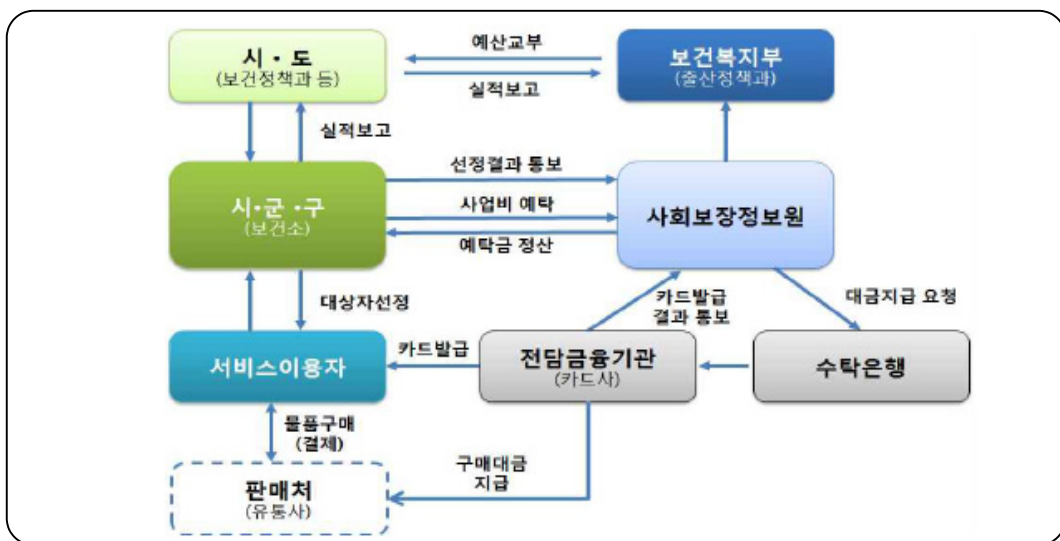 시・도
(보건정책과 등)
예산교부
실적보고
보건복지부
(출산정책과)
실적보고
시・군・구
(보건소)
선정결과 통보
사업비 예탁
예탁금 정산
사회보장정보원
대상자선정
카드발급
결과 통보
대금지급 요청
서비스이용자
카드발급
전담금융기관
(카드사)
수탁은행
물품구매
(결제)
구매대금
지급
판매처
(유통사)